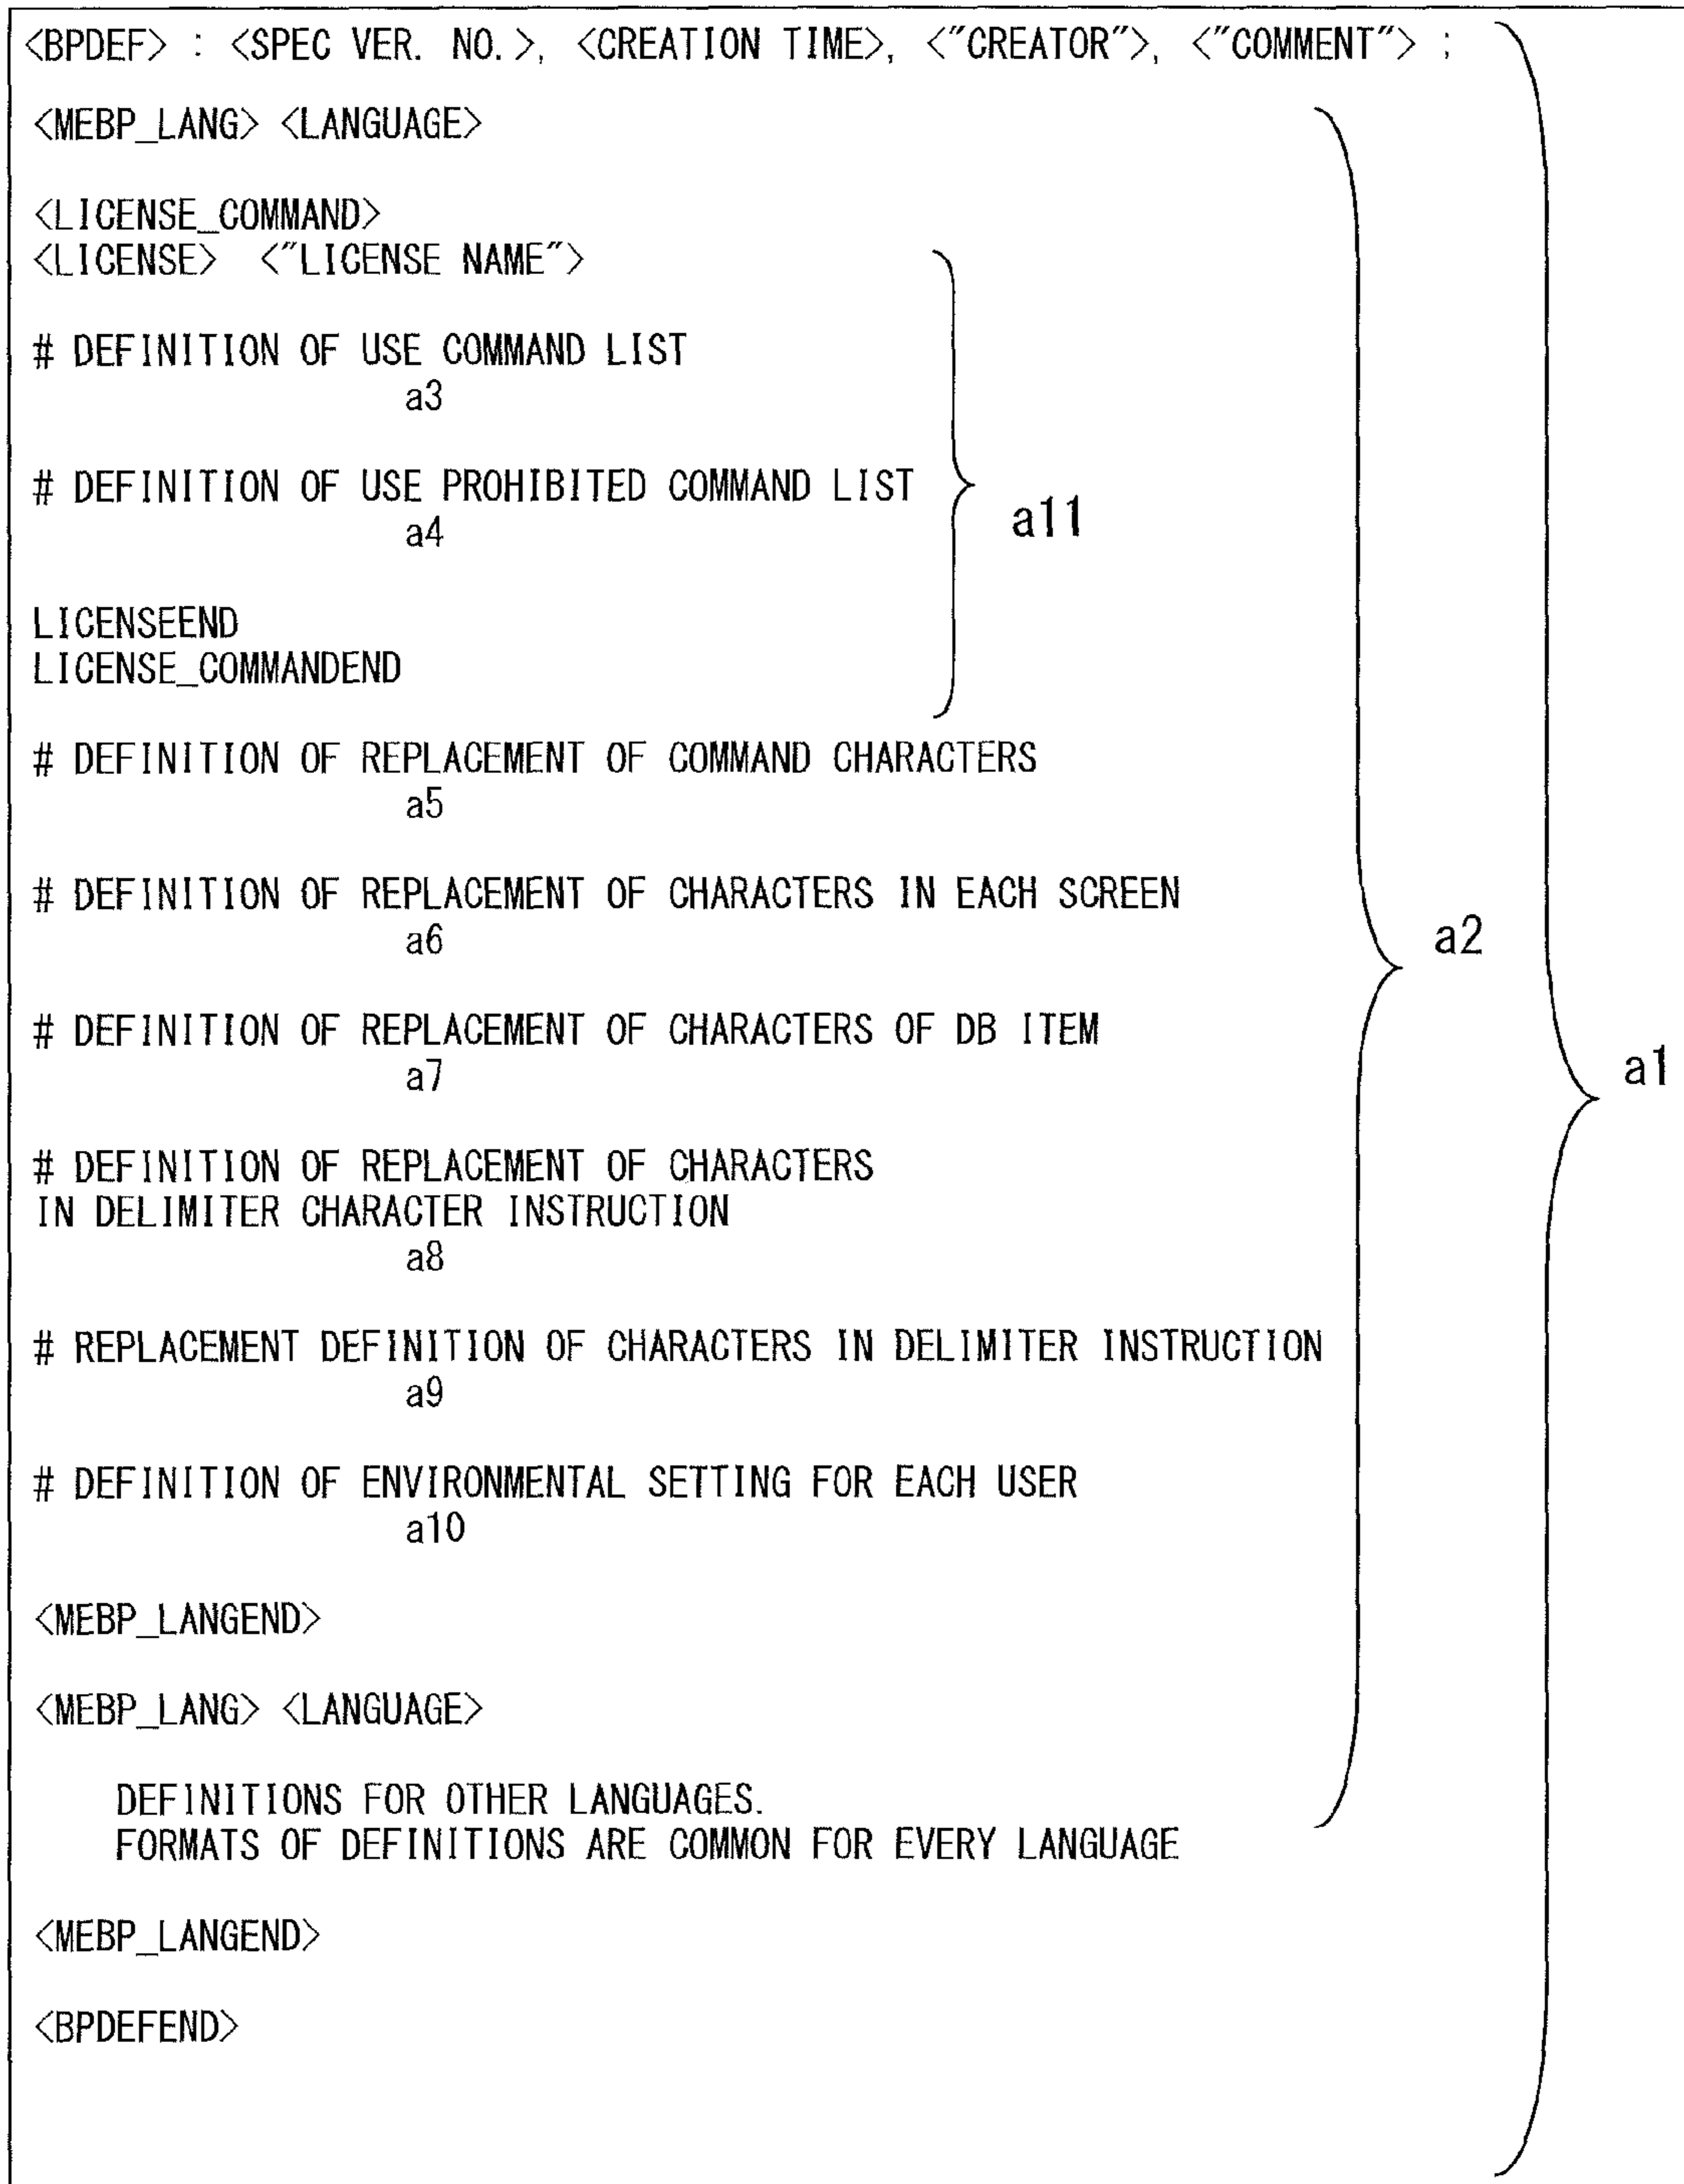 <BPDEF> : <SPEC VER. NO.>, <CREATION TIME>, <"CREATOR">, <"COMMENT"> ;
<MEBP_LANG> <LANGUAGE>
<LICENSE_COMMAND>
<LICENSE> <"LICENSE NAME">
# DEFINITION OF USE COMMAND LIST
a3
# DEFINITION OF USE PROHIBITED COMMAND LIST
a4
a11
LICENSEEND
LICENSE_COMMANDEND
# DEFINITION OF REPLACEMENT OF COMMAND CHARACTERS
a5
# DEFINITION OF REPLACEMENT OF CHARACTERS IN EACH SCREEN
a6
a2
# DEFINITION OF REPLACEMENT OF CHARACTERS OF DB ITEM
a7
a1
# DEFINITION OF REPLACEMENT OF CHARACTERS
IN DELIMITER CHARACTER INSTRUCTION
a8
# REPLACEMENT DEFINITION OF CHARACTERS IN DELIMITER INSTRUCTION
a9
# DEFINITION OF ENVIRONMENTAL SETTING FOR EACH USER
a10
<MEBP_LANGEND>
<MEBP_LANG> <LANGUAGE>
DEFINITIONS FOR OTHER LANGUAGES.
FORMATS OF DEFINITIONS ARE COMMON FOR EVERY LANGUAGE
<MEBP_LANGEND>
<BPDEFEND>